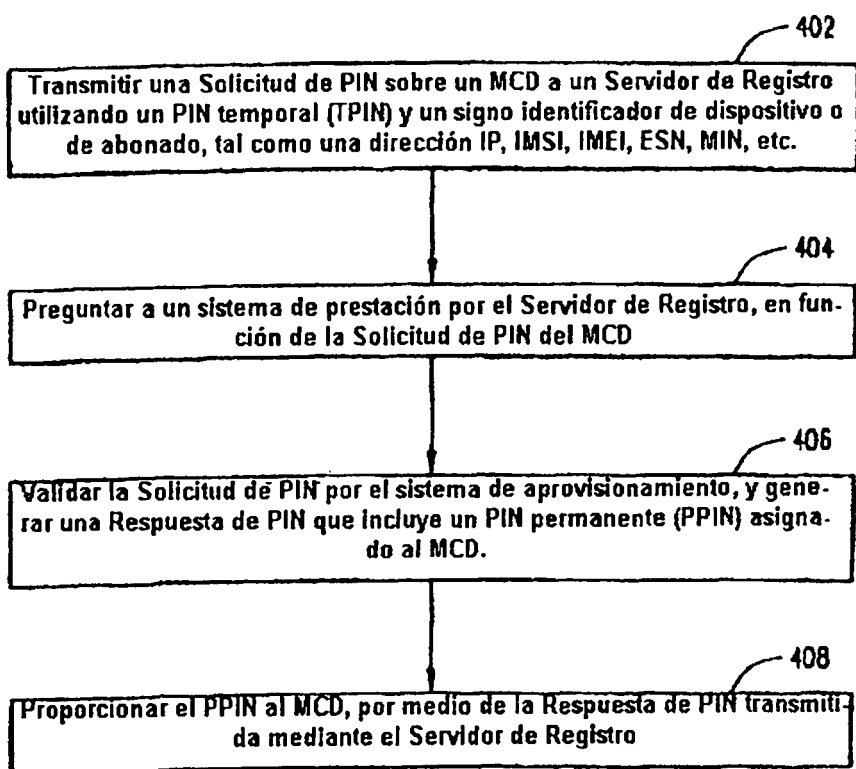 402
Transmitir una Solicitud de PIN sobre un MCD a un Servidor de Registro
utilizando un PIN temporal (TPIN) y un signo identificador de dispositivo o
de abonado, tal como una dirección IP, IMSI, IMEI, ESN, MIN, etc.
404
Preguntar a un sistema de prestación por el Servidor de Registro, en fun-
ción de la Solicitud de PIN del MCD
406
Validar la Solicitud de PIN por el sistema de aprovisionamiento, y gene-
rar una Respuesta de PIN que incluye un PIN permanente (PPIN) asigna-
do al MCD.
408
Proporcionar el PPIN al MCD, por medio de la Respuesta de PIN transmiti-
da mediante el Servidor de Registro